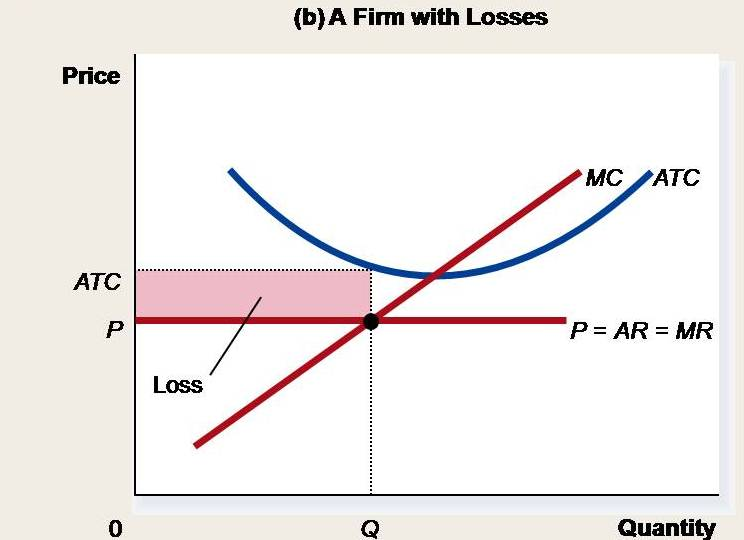 (b) A Firm with Losses
Price
MC
ATC
ATC
P
P = AR = MR
Loss
0
Q
Quantity